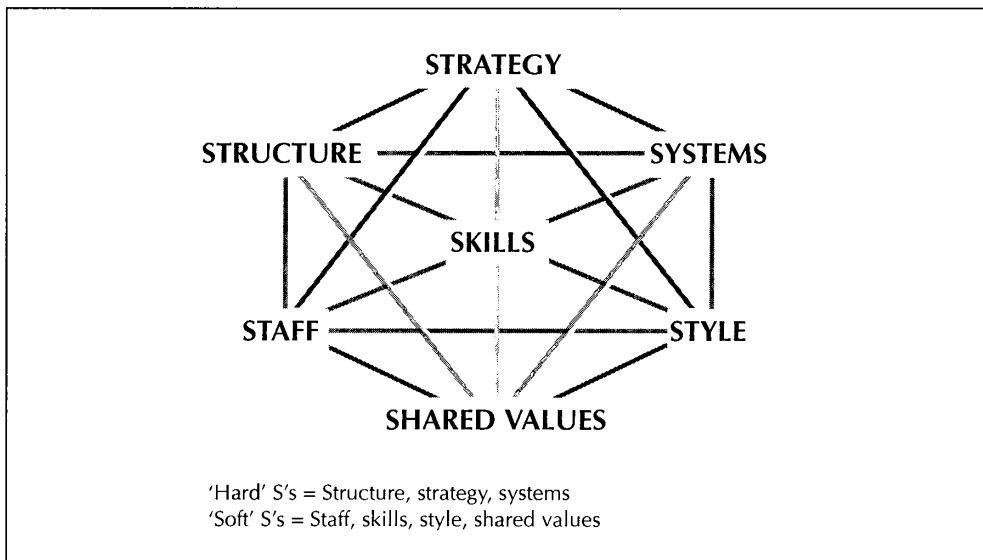 STRATEGY
STRUCTURE SYSTEMS
SKILLS
STAFF STYLE
SHARED VALUES
‘Hard’ S’s = Structure, strategy, systems
‘Soft’ S’s = Staff, skills, style, shared values